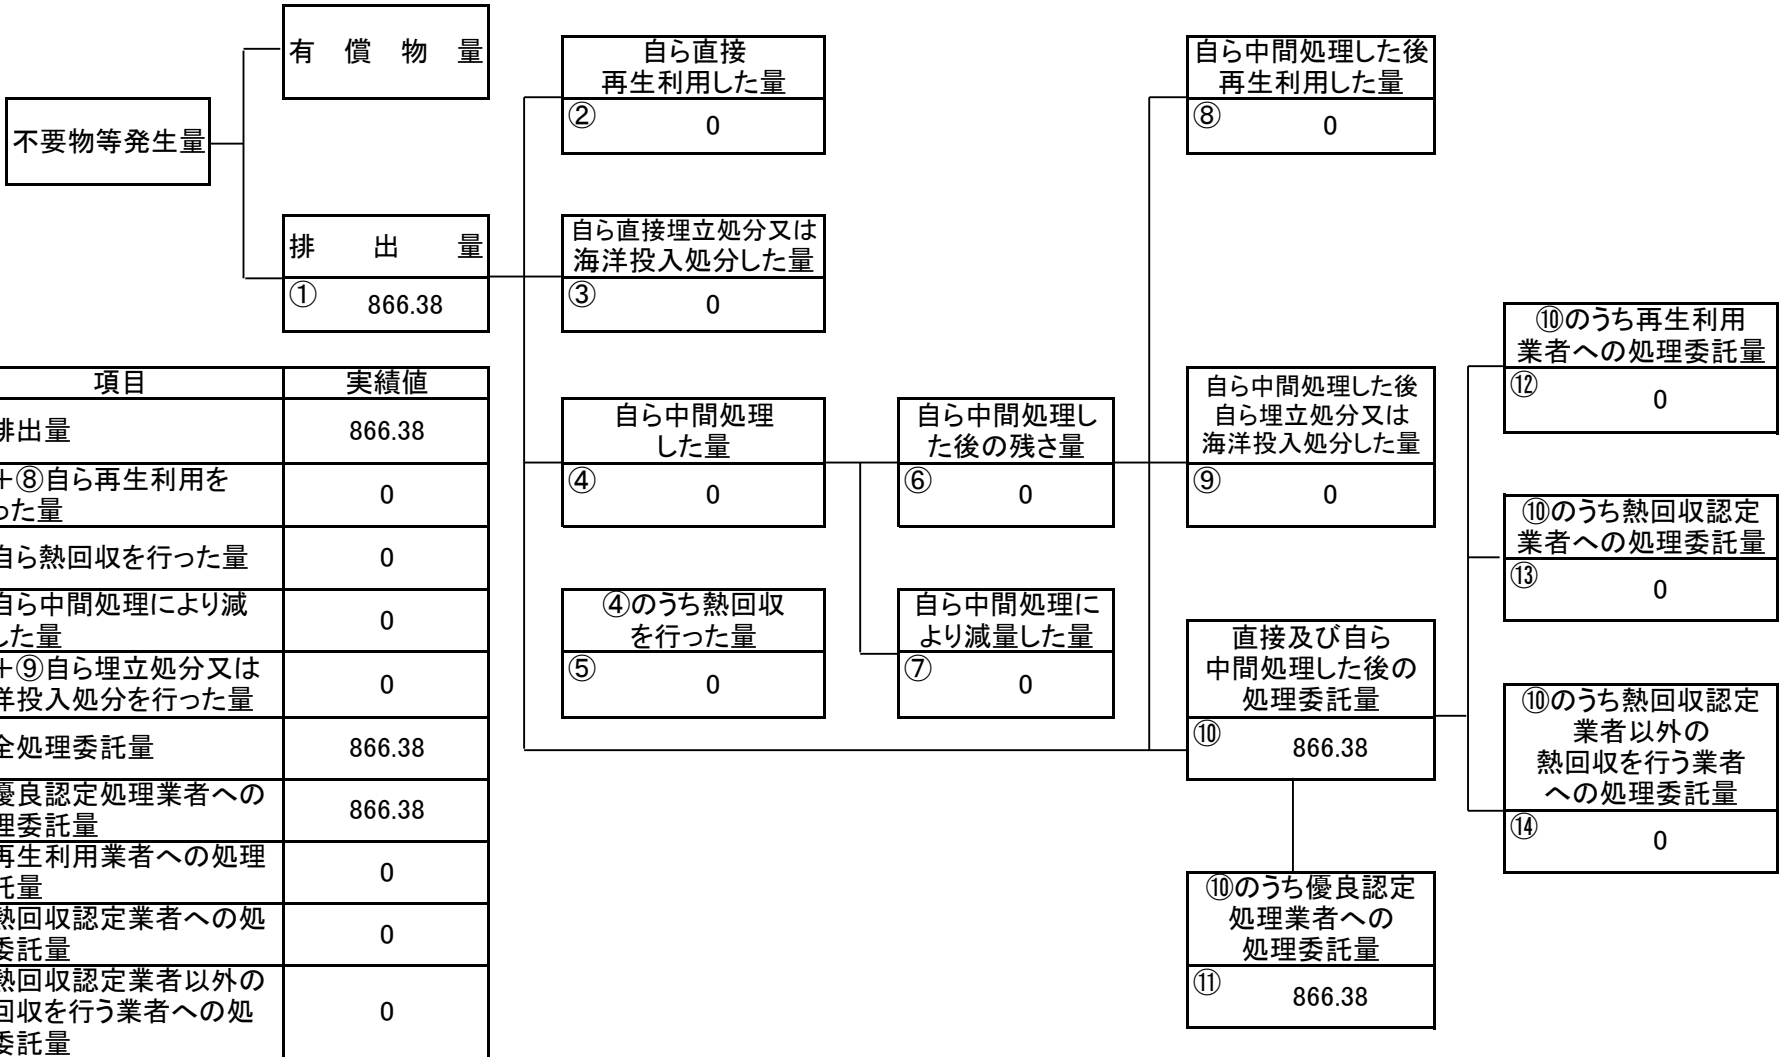 有償物量
不要物等発生量
排出量
① 866.38
自ら直接
再生利用した量
② 0
自ら直接埋立処分又は
海洋投入処分した量
③ 0
自ら中間処理
した量
④ 0
④のうち熱回収
を行った量
⑤ 0
自ら中間処理し
た後の残さ量
⑥ 0
自ら中間処理に
より減量した量
⑦ 0
自ら中間処理した後
再生利用した量
⑧ 0
自ら中間処理した後
自ら埋立処分又は
海洋投入処分した量
⑨ 0
直接及び自ら
中間処理した後の
処理委託量
⑩ 866.38
⑩のうち優良認定
処理業者への
処理委託量
⑪ 866.38
⑩のうち再生利用
業者への処理委託量
⑫ 0
⑩のうち熱回収認定
業者への処理委託量
⑬ 0
⑩のうち熱回収認定
業者以外の
熱回収を行う業者
への処理委託量
⑭ 0
項目 実績値
排出量 866.38
+⑧自ら再生利用を
った量 0
自ら熱回収を行った量 0
自ら中間処理により減
した量 0
+⑨自ら埋立処分又は
洋投入処分を行った量 0
全処理委託量 866.38
優良認定処理業者への
理委託量 866.38
再生利用業者への処理
託量 0
熱回収認定業者への処
委託量 0
熱回収認定業者以外の
回収を行う業者への処
委託量 0